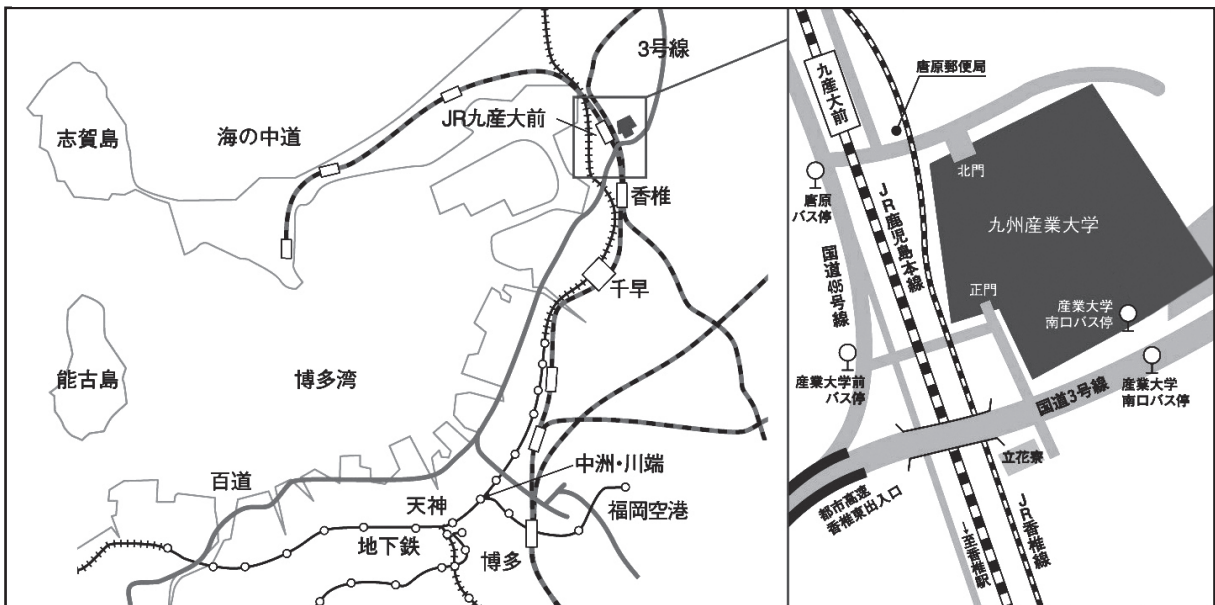 3号線
JR九産大前
志賀島
海の中道
香椎
千早
能古島
博多湾
百道
中洲・川端
天神
福岡空港
地下鉄
博多
九産大前
唐原郵便局
北門
唐原
バス停
JR鹿児島本線
九州産業大学
国道495号線
正門
産業大学
南口バス停
産業大学前
バス停
産業大学
南口バス停
国道3号線
立花寮
都市高速
香椎東出入口
→至香椎駅
JR香椎線